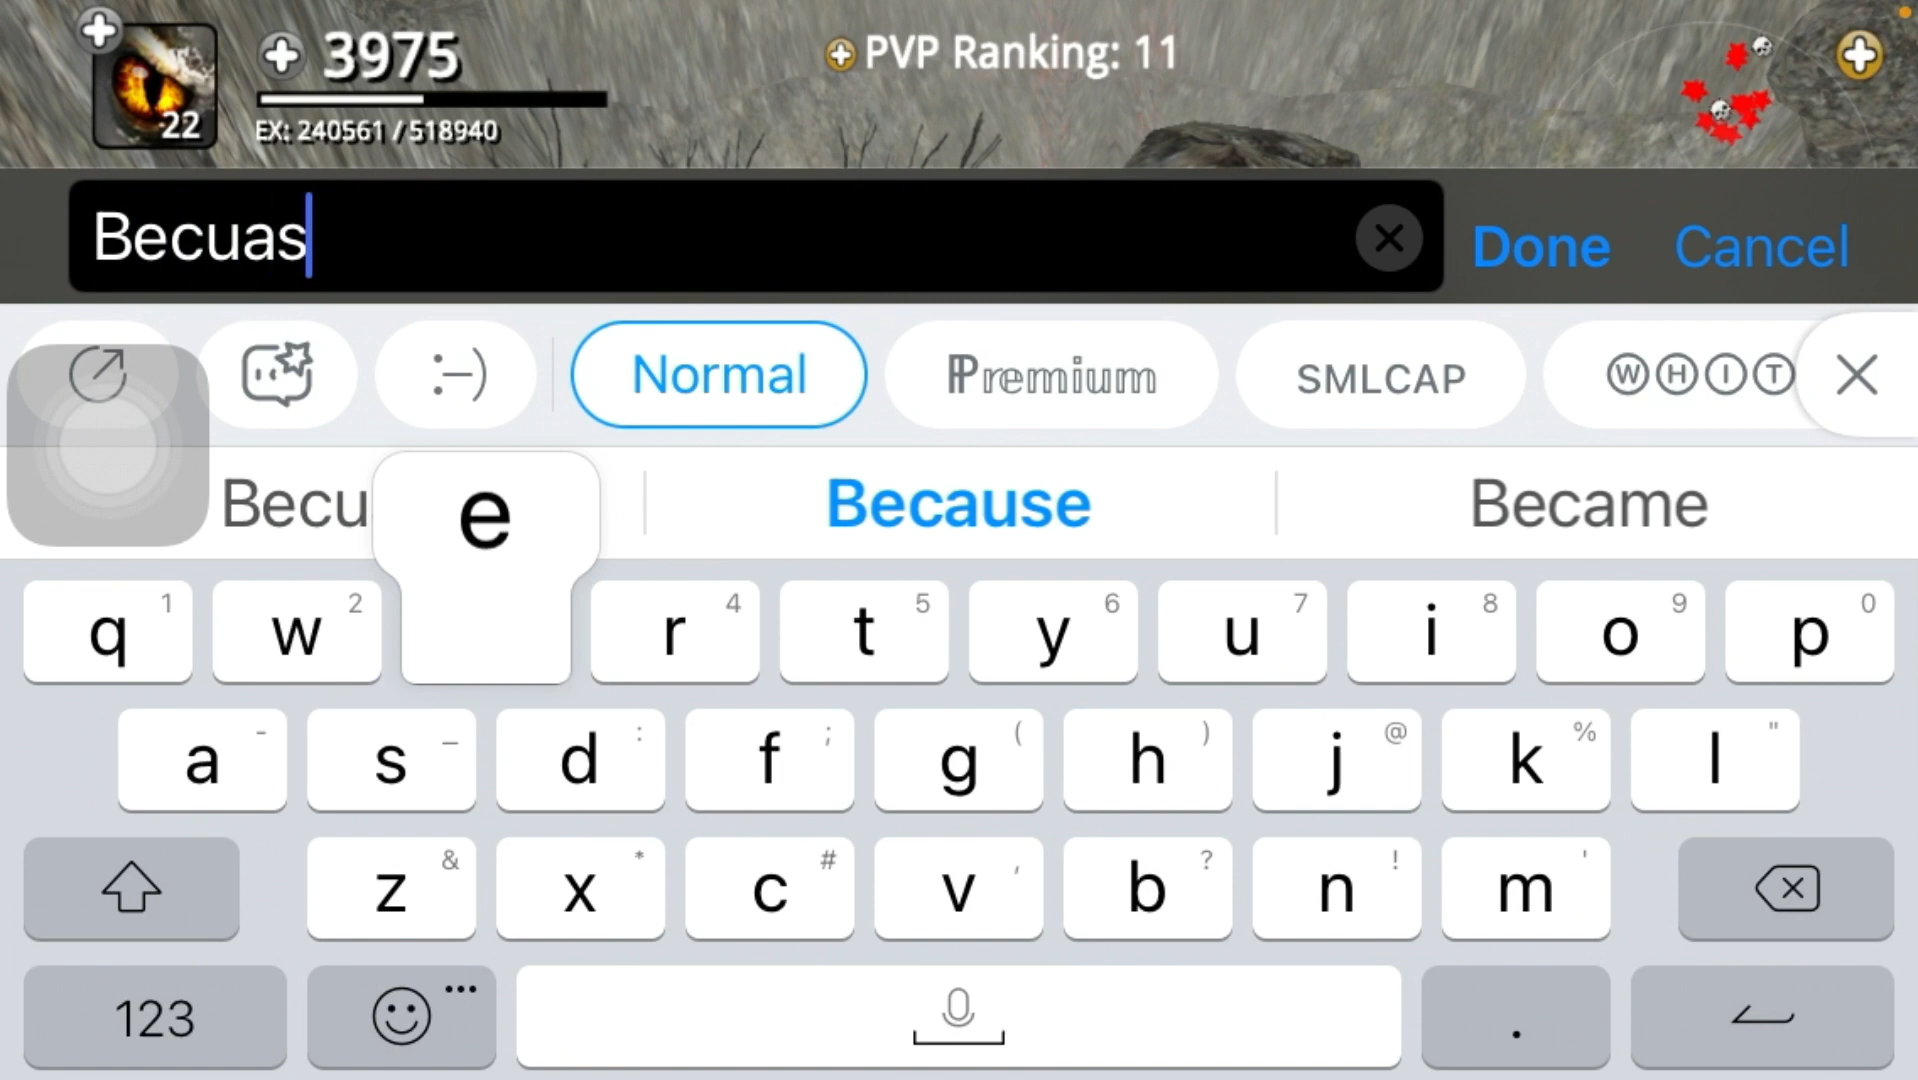 3975
PVP Ranking: 11
22
EX: 240561 / 518940
Becuas
Done
Cancel
:-)
Normal
ℙremium
SMLCAP
ⓌⒽⒾⓉ
Becu
e
Because
Became
q 1
w 2
r 4
t 5
y 6
u 7
i 8
o 9
p 0
a -
s _
d :
f ;
g (
h )
j @
k %
l "
z &
x *
c #
v ,
b ?
n !
m '
123
.